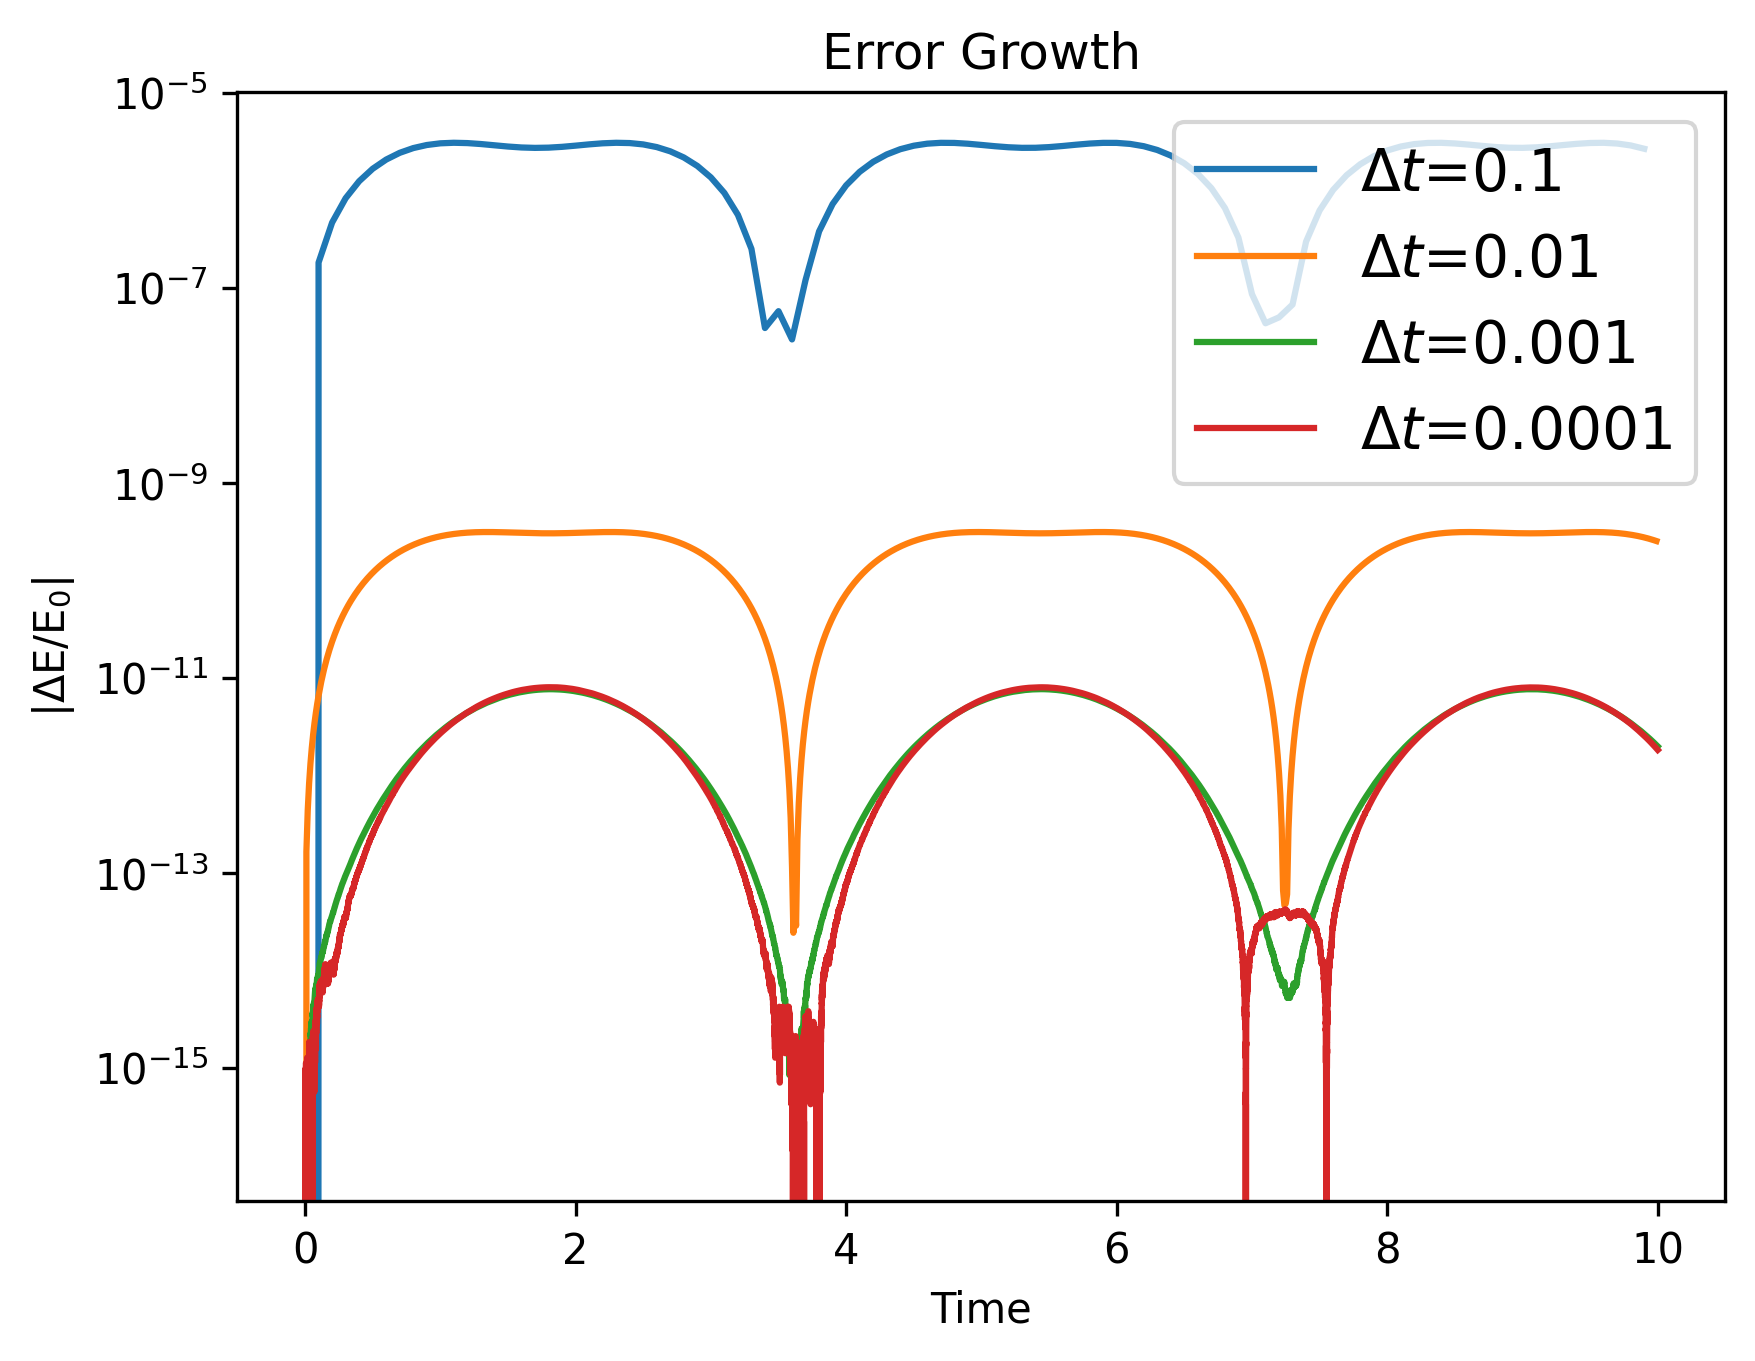 Error Growth
10⁻⁵
10⁻⁷
10⁻⁹
10⁻¹¹
10⁻¹³
10⁻¹⁵
|ΔE/E₀|
Δt=0.1
Δt=0.01
Δt=0.001
Δt=0.0001
0 2 4 6 8 10
Time